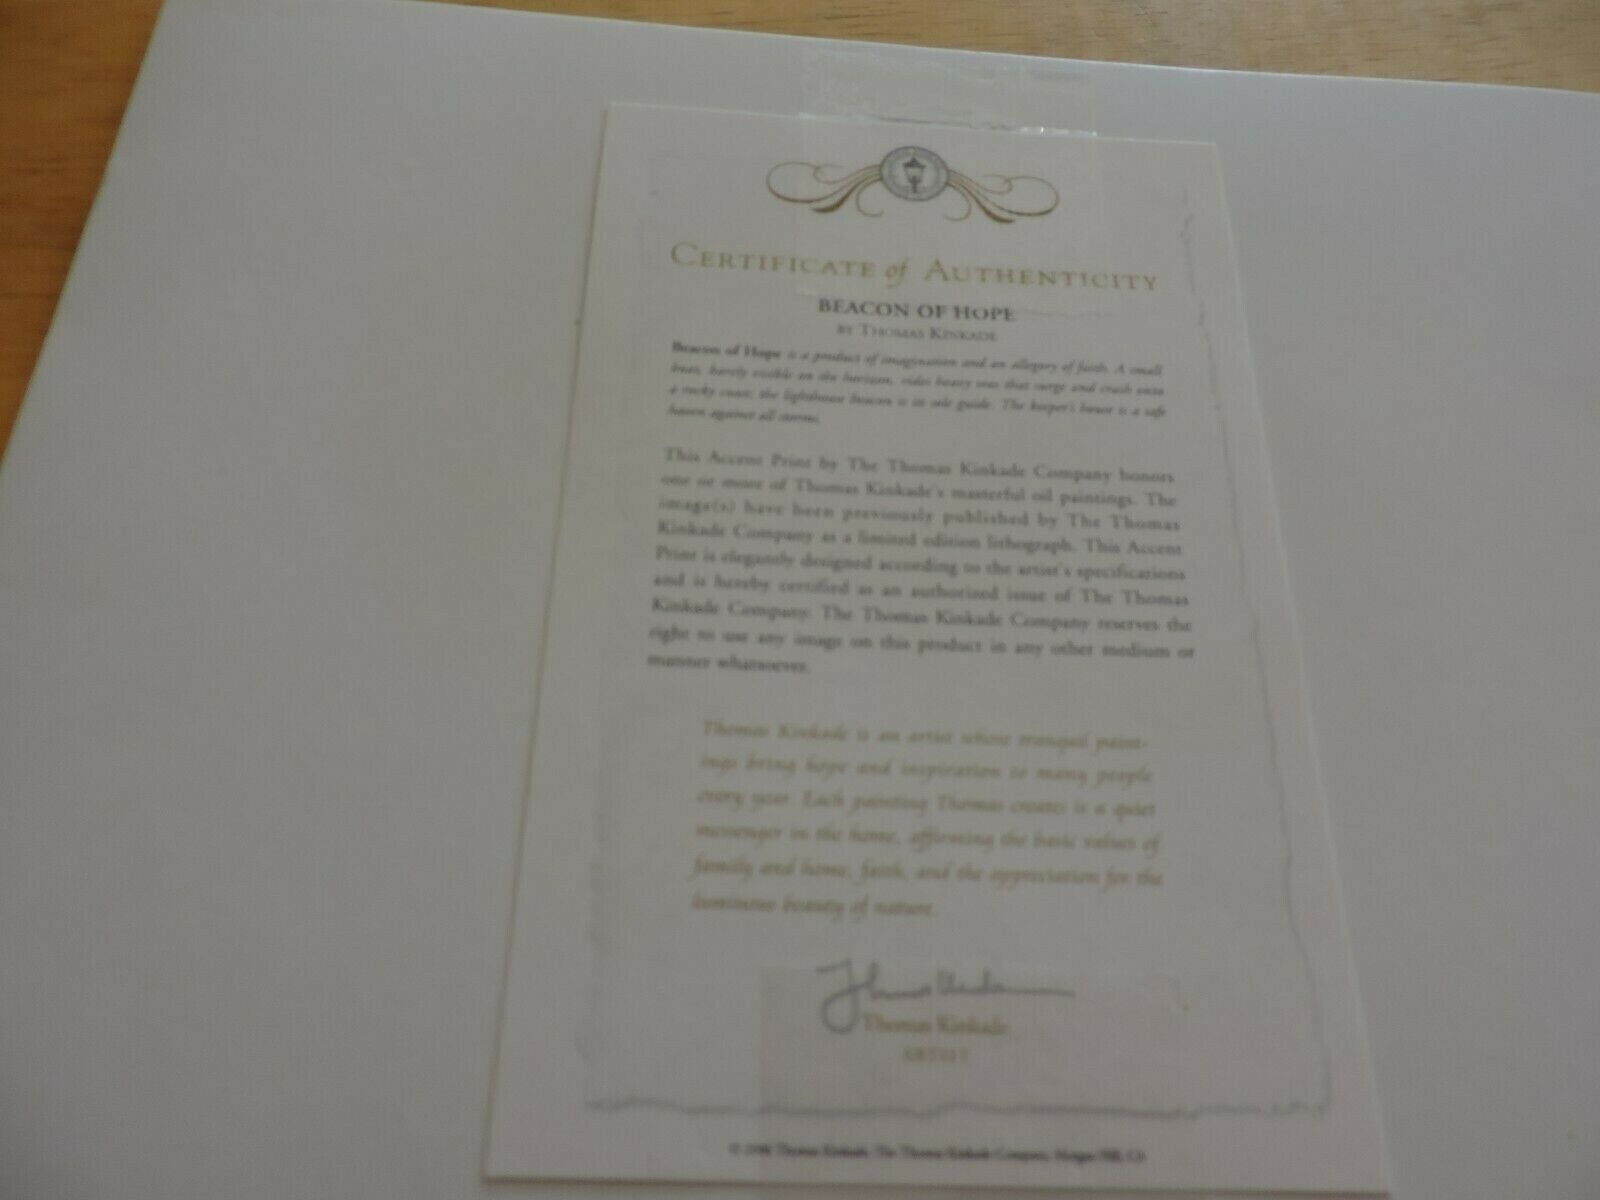 CERTIFICATE of AUTHENTICITY
BEACON OF HOPE
BY THOMAS KINKADE
Beacon of Hope is a product of imagination and an allegory of faith. A small
boat, barely visible on the horizon, rides heavy seas that surge and crash onto
a rocky coast; the lighthouse beacon is its sole guide. The keeper's house is a safe
haven against all storms.
This Accent Print by The Thomas Kinkade Company honors
one or more of Thomas Kinkade's masterful oil paintings. The
image(s) have been previously published by The Thomas
Kinkade Company as a limited edition lithograph. This Accent
Print is elegantly designed according to the artist's specifications
and is hereby certified as an authorized issue of The Thomas
Kinkade Company. The Thomas Kinkade Company reserves the
right to use any image on this product in any other medium or
manner whatsoever.
Thomas Kinkade is an artist whose tranquil paint-
ings bring hope and inspiration to many people
every year. Each painting Thomas creates is a quiet
messenger in the home, affirming the basic values of
family and home, faith, and the appreciation for the
luminous beauty of nature.
Thomas Kinkade
ARTIST
© Thomas Kinkade, The Thomas Kinkade Company, Morgan Hill, CA